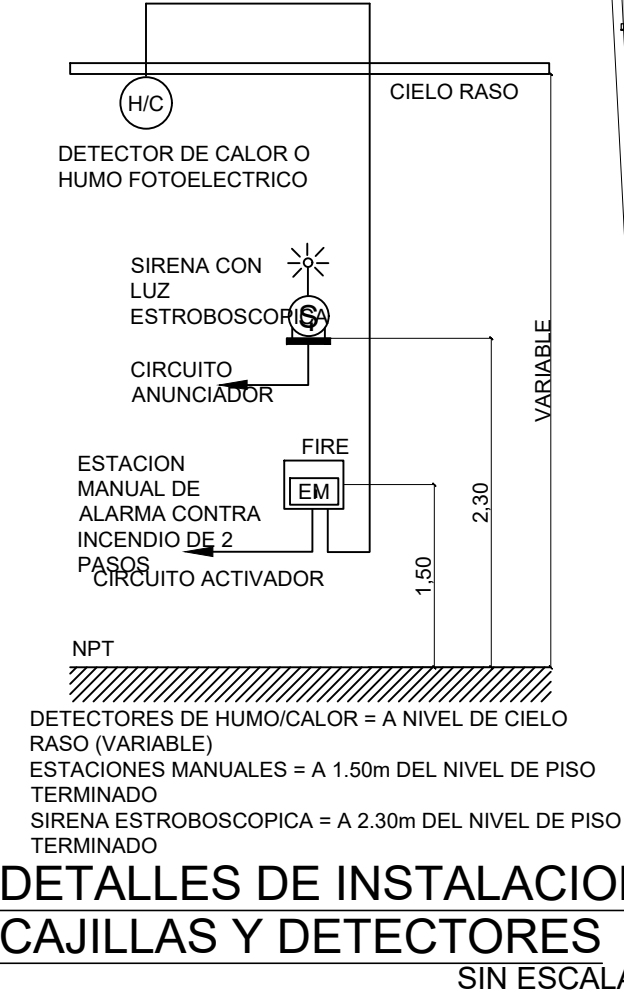 CIELO RASO
H/C
DETECTOR DE CALOR O
HUMO FOTOELECTRICO
SIRENA CON
LUZ
ESTROBOSCOPICA
CIRCUITO
ANUNCIADOR
VARIABLE
2,30
FIRE
EM
ESTACION
MANUAL DE
ALARMA CONTRA
INCENDIO DE 2
PASOS
CIRCUITO ACTIVADOR
1,50
NPT
DETECTORES DE HUMO/CALOR = A NIVEL DE CIELO
RASO (VARIABLE)
ESTACIONES MANUALES = A 1.50m DEL NIVEL DE PISO
TERMINADO
SIRENA ESTROBOSCOPICA = A 2.30m DEL NIVEL DE PISO
TERMINADO
DETALLES DE INSTALACIO
CAJILLAS Y DETECTORES
SIN ESCALA